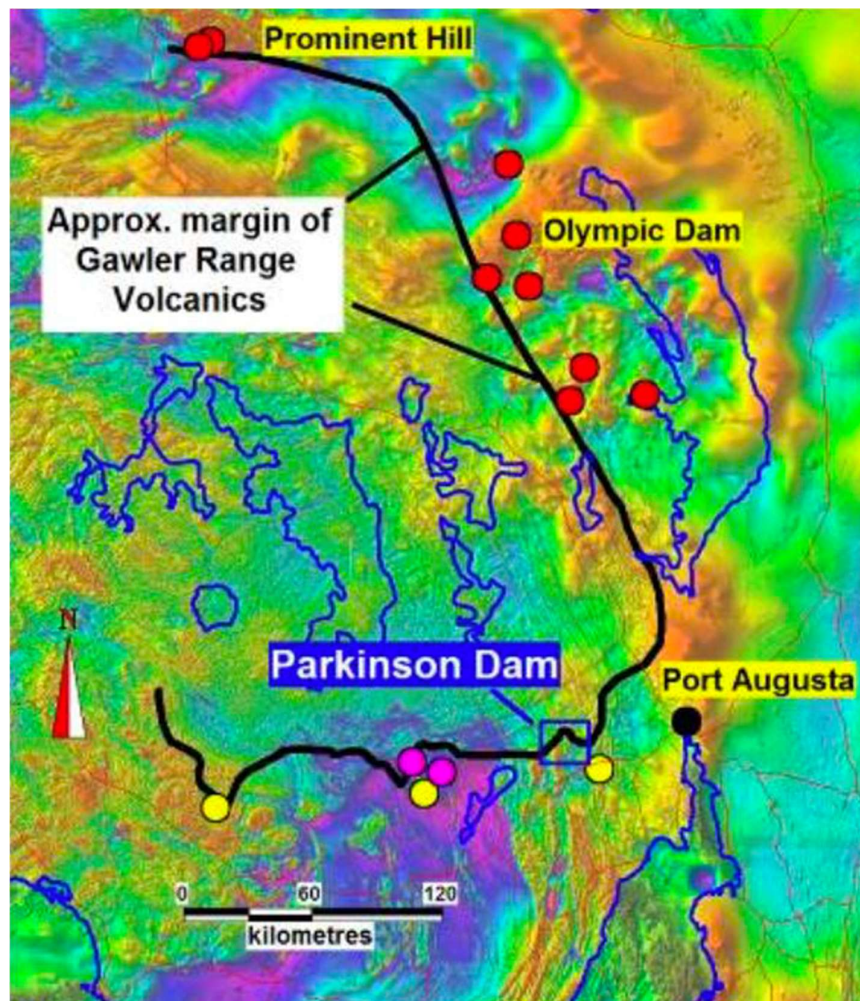 Prominent Hill
Approx. margin of
Gawler Range
Volcanics
Olympic Dam
N
Parkinson Dam
Port Augusta
0 60 120
kilometres